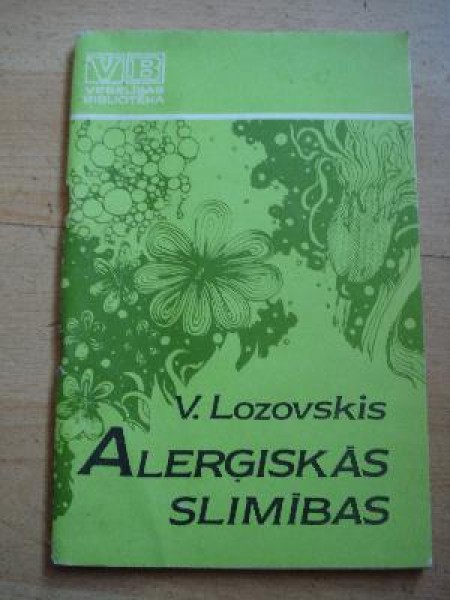 VB
VESELĪBAS
BIBLIOTĒKA
V. LOZOVSKIS
ALERĢISKĀS
SLIMĪBAS